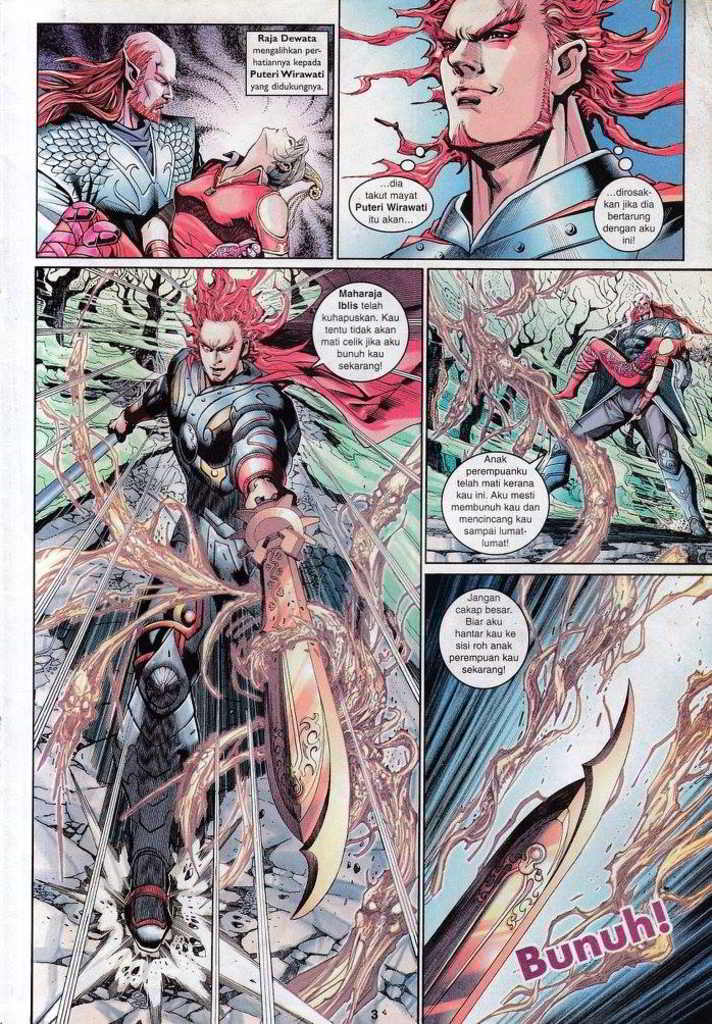 Raja Dewata
mengalihkan per-
hatiannya kepada
Puteri Wirawati
yang didukungnya.
...dia
takut mayat
Puteri Wirawati
itu akan...
...dirosak-
kan jika dia
bertarung
dengan aku
ini!
Maharaja
Iblis telah
kuhapuskan. Kau
tentu tidak akan
mati celik jika aku
bunuh kau
sekarang!
Anak
perempuanku
telah mati kerana
kau ini. Aku mesti
membunuh kau dan
mencincang kau
sampai lumat-
lumat!
Jangan
cakap besar.
Biar aku
hantar kau ke
sisi roh anak
perempuan kau
sekarang!
Bunuh!
3